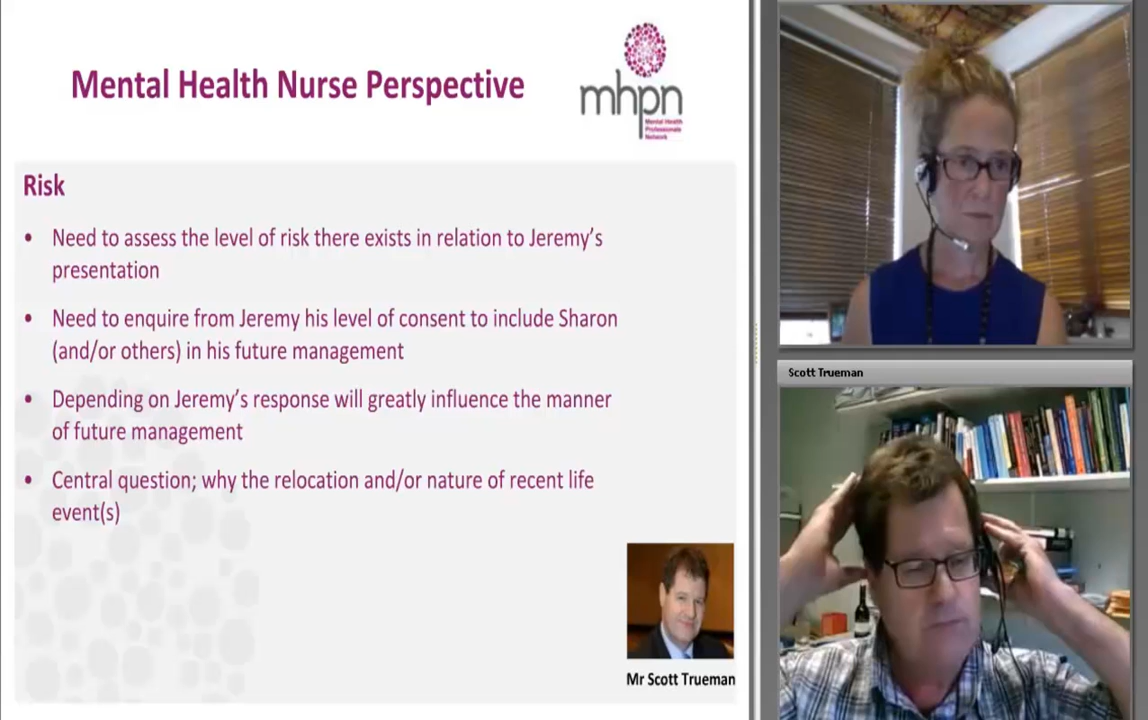 Mental Health Nurse Perspective
mhpn
Mental Health
Professionals
Network
Risk
• Need to assess the level of risk there exists in relation to Jeremy's
presentation
• Need to enquire from Jeremy his level of consent to include Sharon
(and/or others) in his future management
• Depending on Jeremy's response will greatly influence the manner
of future management
• Central question; why the relocation and/or nature of recent life
event(s)
Mr Scott Trueman
Scott Trueman